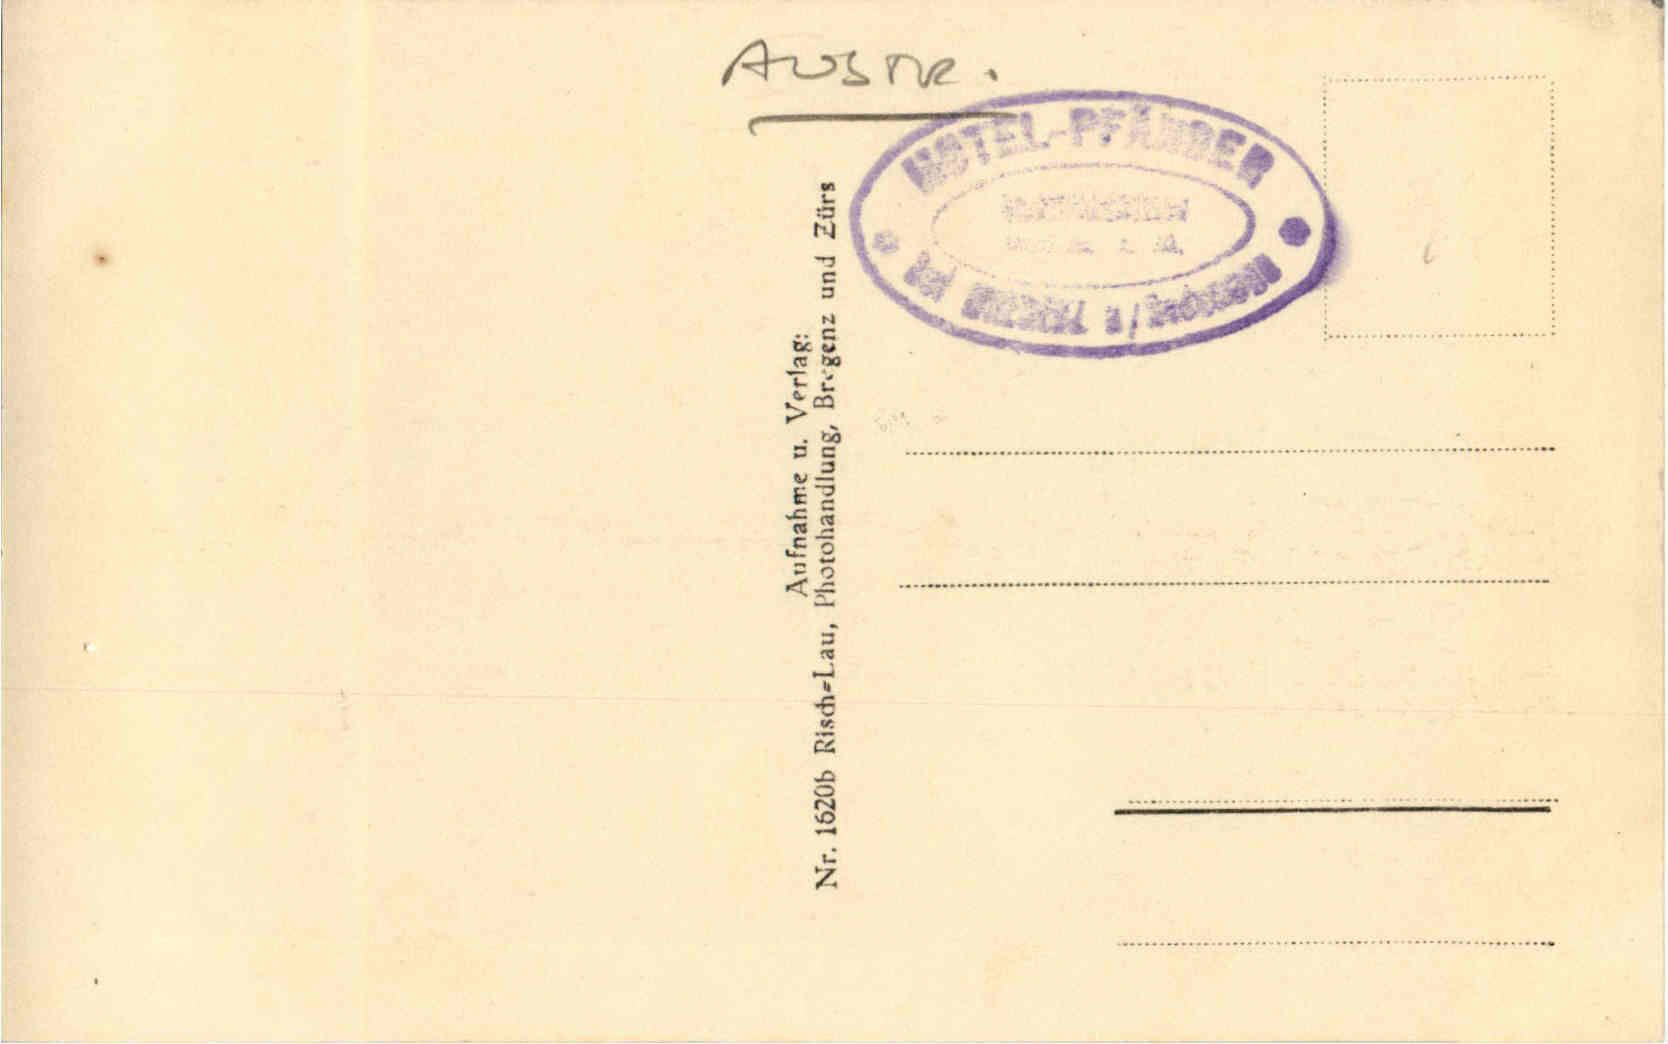 AUSTR.
HOTEL-PFÄNDER
Aufnahme u. Verlag:
Nr. 1620b Risch-Lau, Photohandlung, Bregenz und Zürs